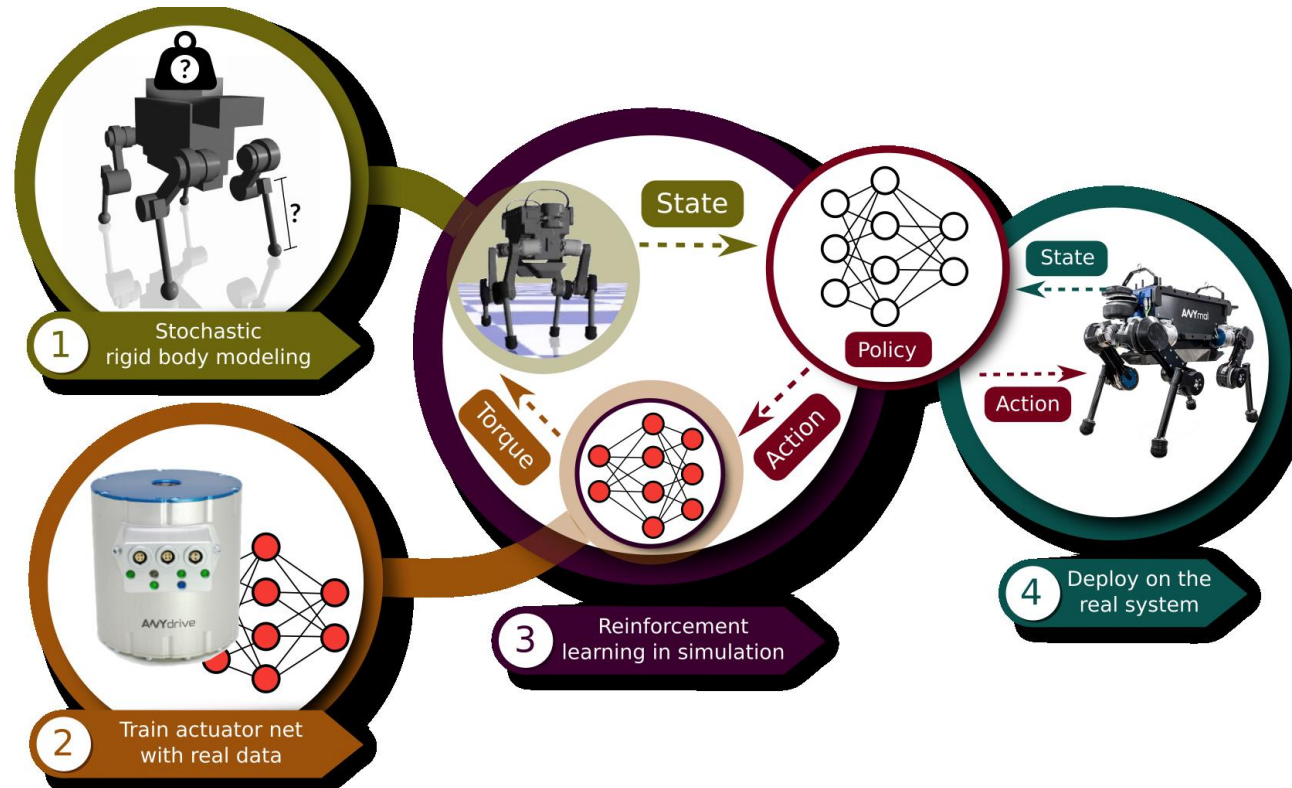 ?
?
1
Stochastic
rigid body modeling
State
Policy
Action
Torque
State
ANYmal
Action
ANYdrive
2
Train actuator net
with real data
3
Reinforcement
learning in simulation
4
Deploy on the
real system